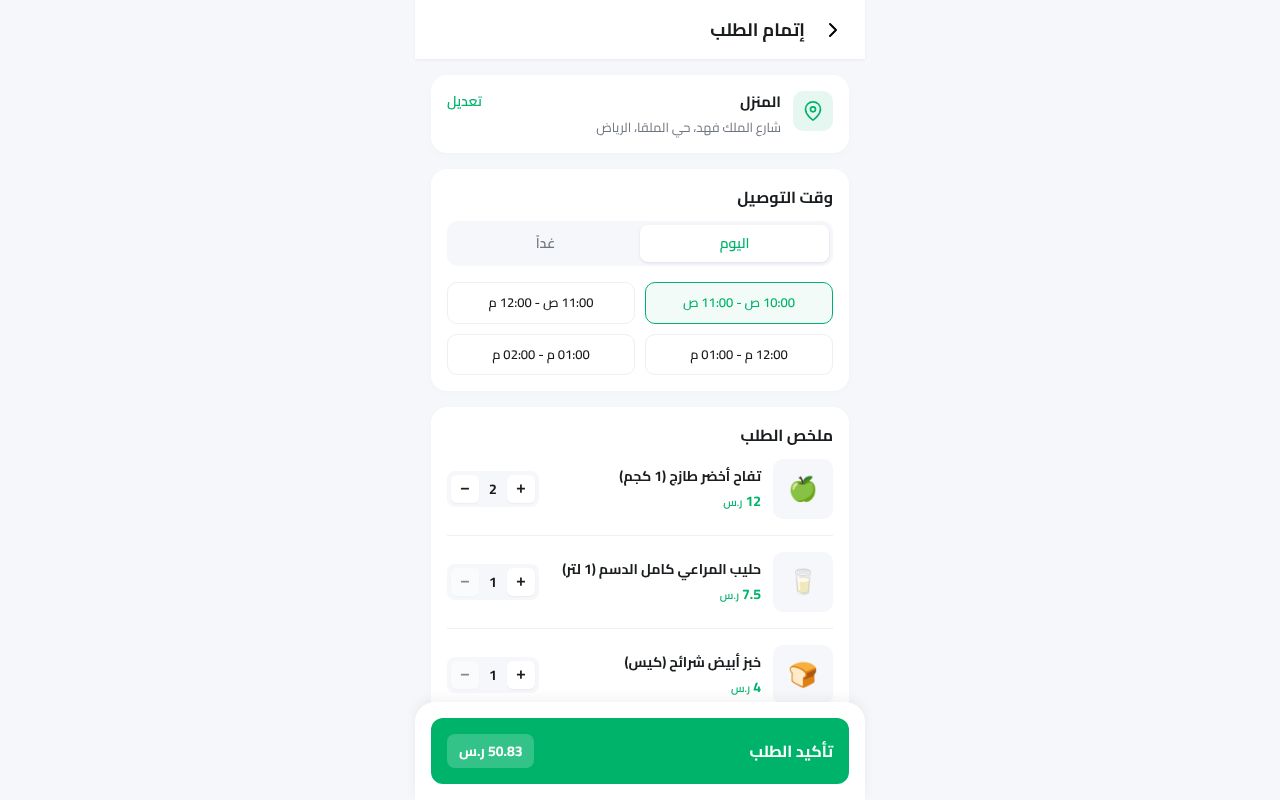 إتمام الطلب
المنزل
تعديل
شارع الملك فهد، حي الملقا، الرياض
وقت التوصيل
اليوم
غداً
10:00 ص - 11:00 ص
11:00 ص - 12:00 م
12:00 م - 01:00 م
01:00 م - 02:00 م
ملخص الطلب
تفاح أخضر طازج (1 كجم)
12 ر.س
+ 2 −
حليب المراعي كامل الدسم (1 لتر)
7.5 ر.س
+ 1 −
خبز أبيض شرائح (كيس)
4 ر.س
+ 1 −
تأكيد الطلب
50.83 ر.س